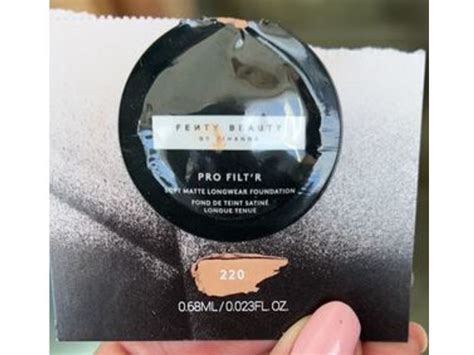 FENTY BEAUTY
BY RIHANNA
PRO FILT'R
SOFT MATTE LONGWEAR FOUNDATION
FOND DE TEINT SATINÉ
LONGUE TENUE
220
0.68ML/0.023FL.OZ.